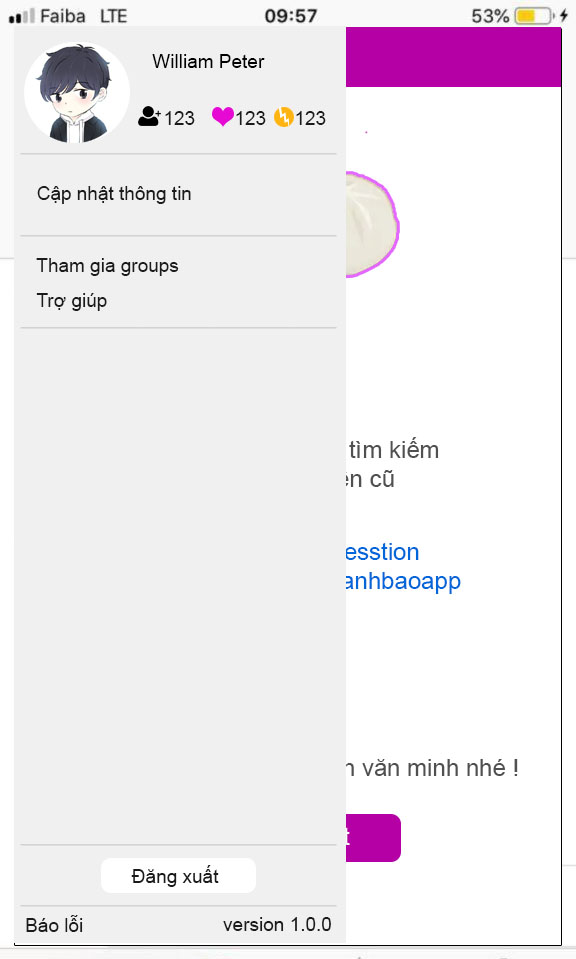 Faiba LTE 09:57 53%
William Peter
123 123 123
Cập nhật thông tin
Tham gia groups
Trợ giúp
tìm kiếm
cũ
esstion
anhbaoapp
văn minh nhé !
Đăng xuất
Báo lỗi version 1.0.0